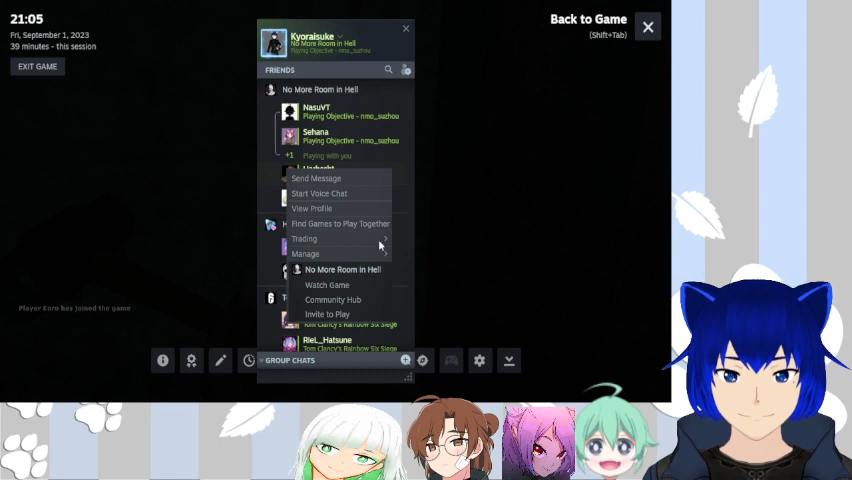 21:05
Fri, September 1, 2023
39 minutes - this session
EXIT GAME
Back to Game
(Shift+Tab)
Kyoraisuke
No More Room in Hell
Playing Objective - nmo_suzhou
FRIENDS
No More Room in Hell
NasuVT
Playing Objective - nmo_suzhou
Sehana
Playing Objective - nmo_suzhou
+1 Playing with you
Send Message
Start Voice Chat
View Profile
Find Games to Play Together
Trading
Manage
No More Room in Hell
Watch Game
Community Hub
Invite to Play
Tom Clancy's Rainbow Six Siege
RieL_Hatsune
Tom Clancy's Rainbow Six Siege
GROUP CHATS
Player Koro has joined the game